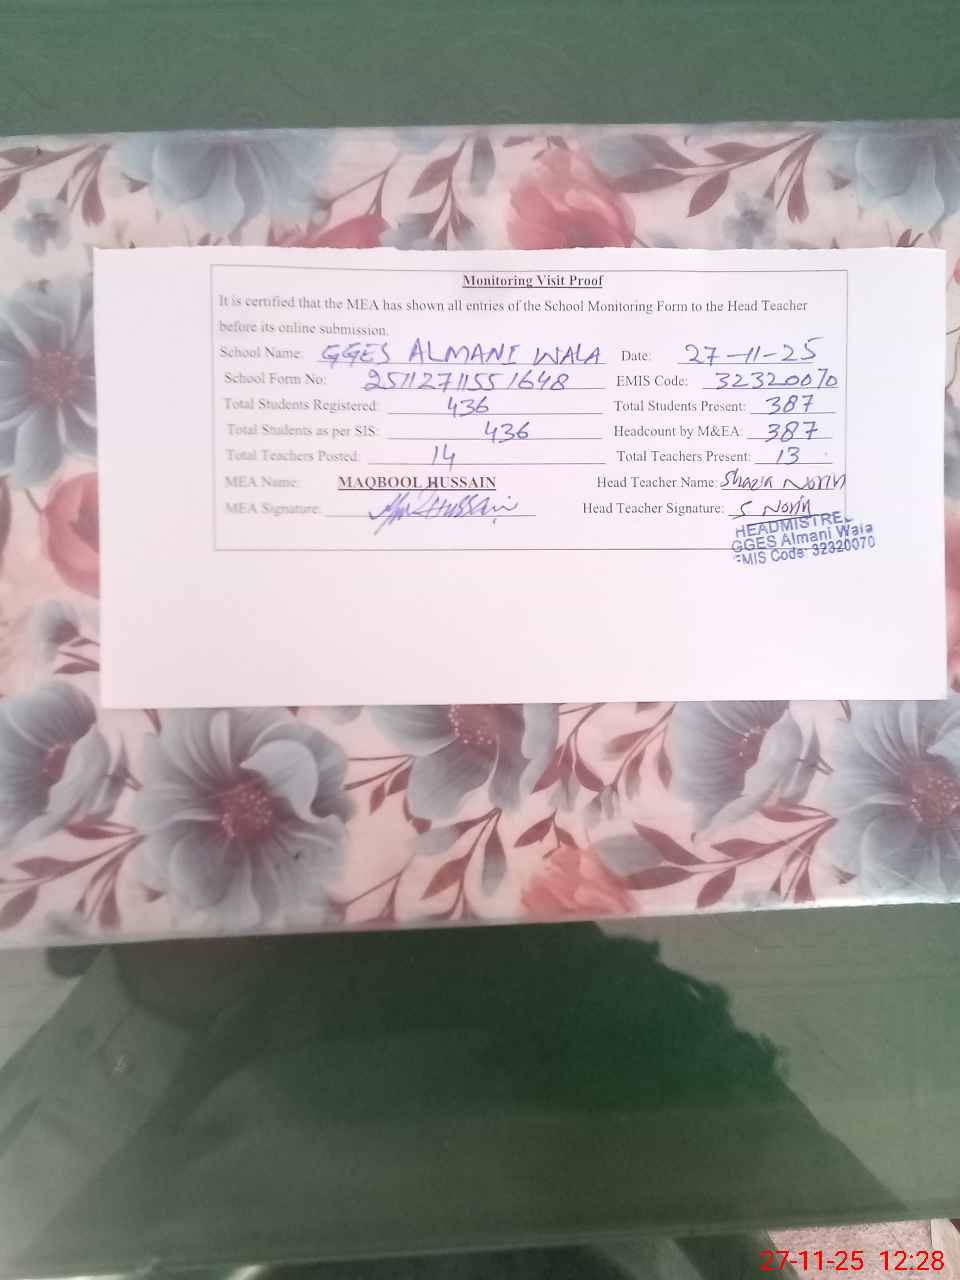 Monitoring Visit Proof
It is certified that the MEA has shown all entries of the School Monitoring Form to the Head Teacher
before its online submission.
School Name: GGES ALMANI WALA Date: 27-11-25
School Form No: 2511271155 1648 EMIS Code: 32320070
Total Students Registered: 436 Total Students Present: 387
Total Students as per SIS: 436 Headcount by M&EA: 387
Total Teachers Posted: 14 Total Teachers Present: 13
MEA Name: MAQBOOL HUSSAIN Head Teacher Name: Shazia Norin
MEA Signature: Hussain Head Teacher Signature: S Norin
HEADMISTREE
GGES Almani Wala
EMIS Code: 32320070
27-11-25 12:28